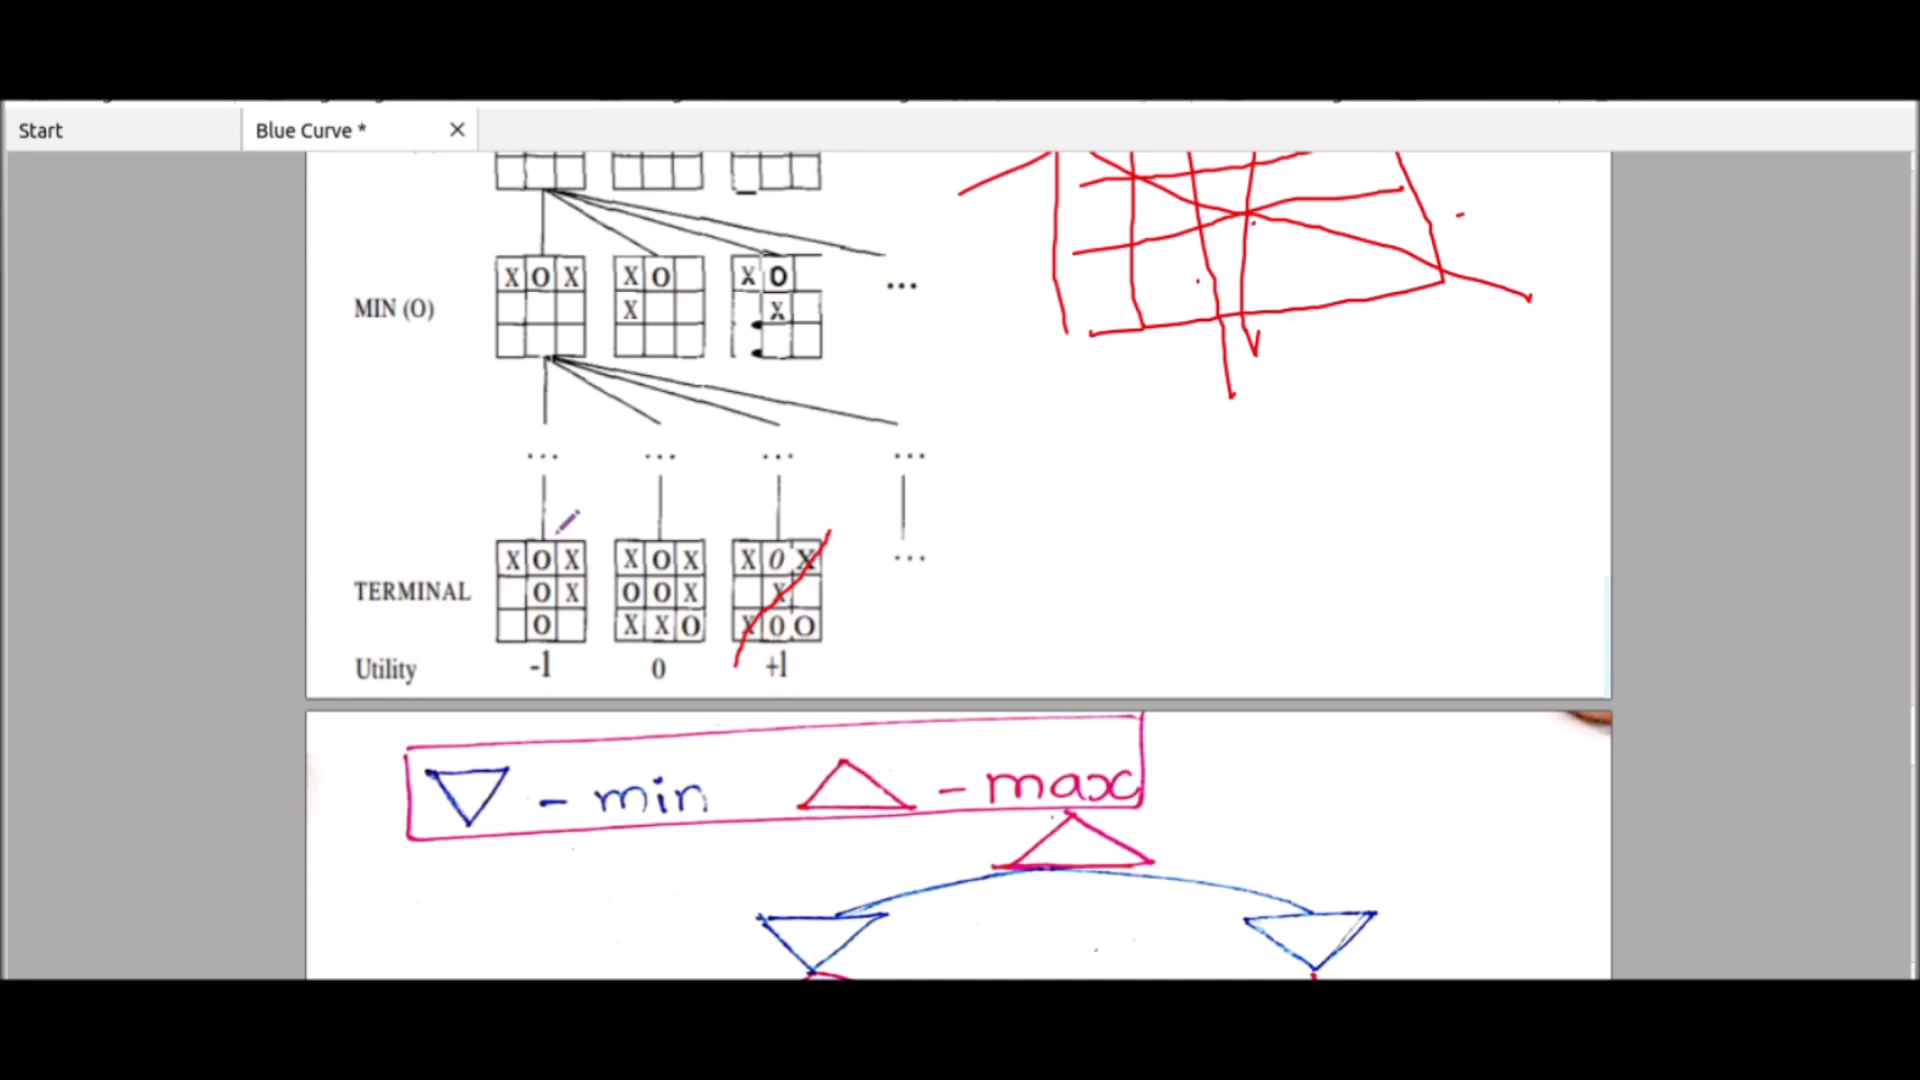 Start
Blue Curve *
MIN (O)
X O X
X O
X
X O
X
...
... ... ... ...
TERMINAL
X O X
O X
O
X O X
O O X
X X O
X O X
X
X O O
...
Utility
-1 0 +1
- min
- max